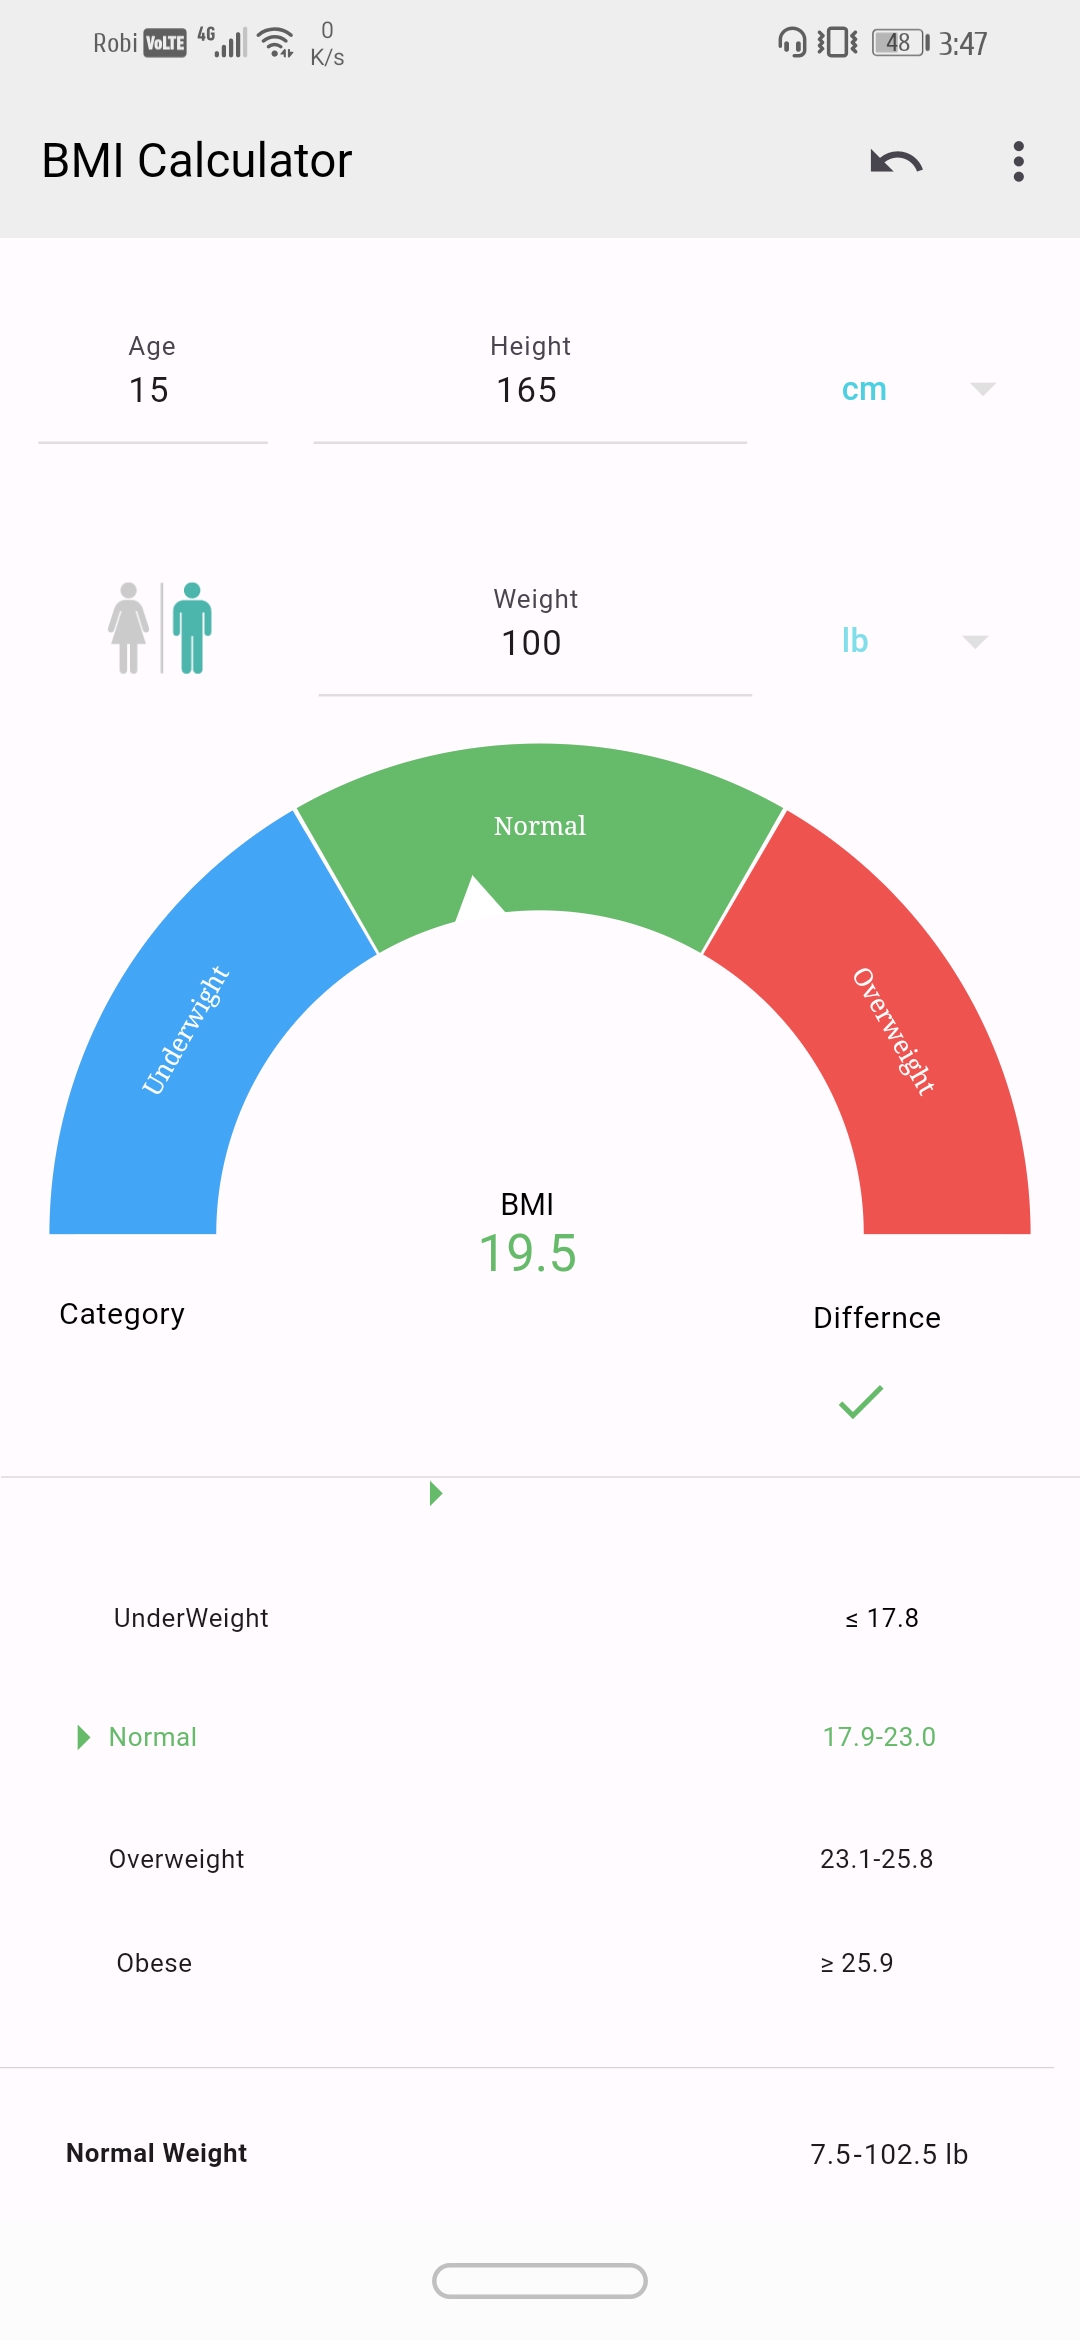 Robi VoLTE 4G 0 K/s 48 3:47
BMI Calculator
Age Height
15 165 cm
Weight
100 lb
Normal
Underwight Overweight
BMI
19.5
Category Differnce
UnderWeight ≤ 17.8
Normal 17.9-23.0
Overweight 23.1-25.8
Obese ≥ 25.9
Normal Weight 7.5-102.5 lb